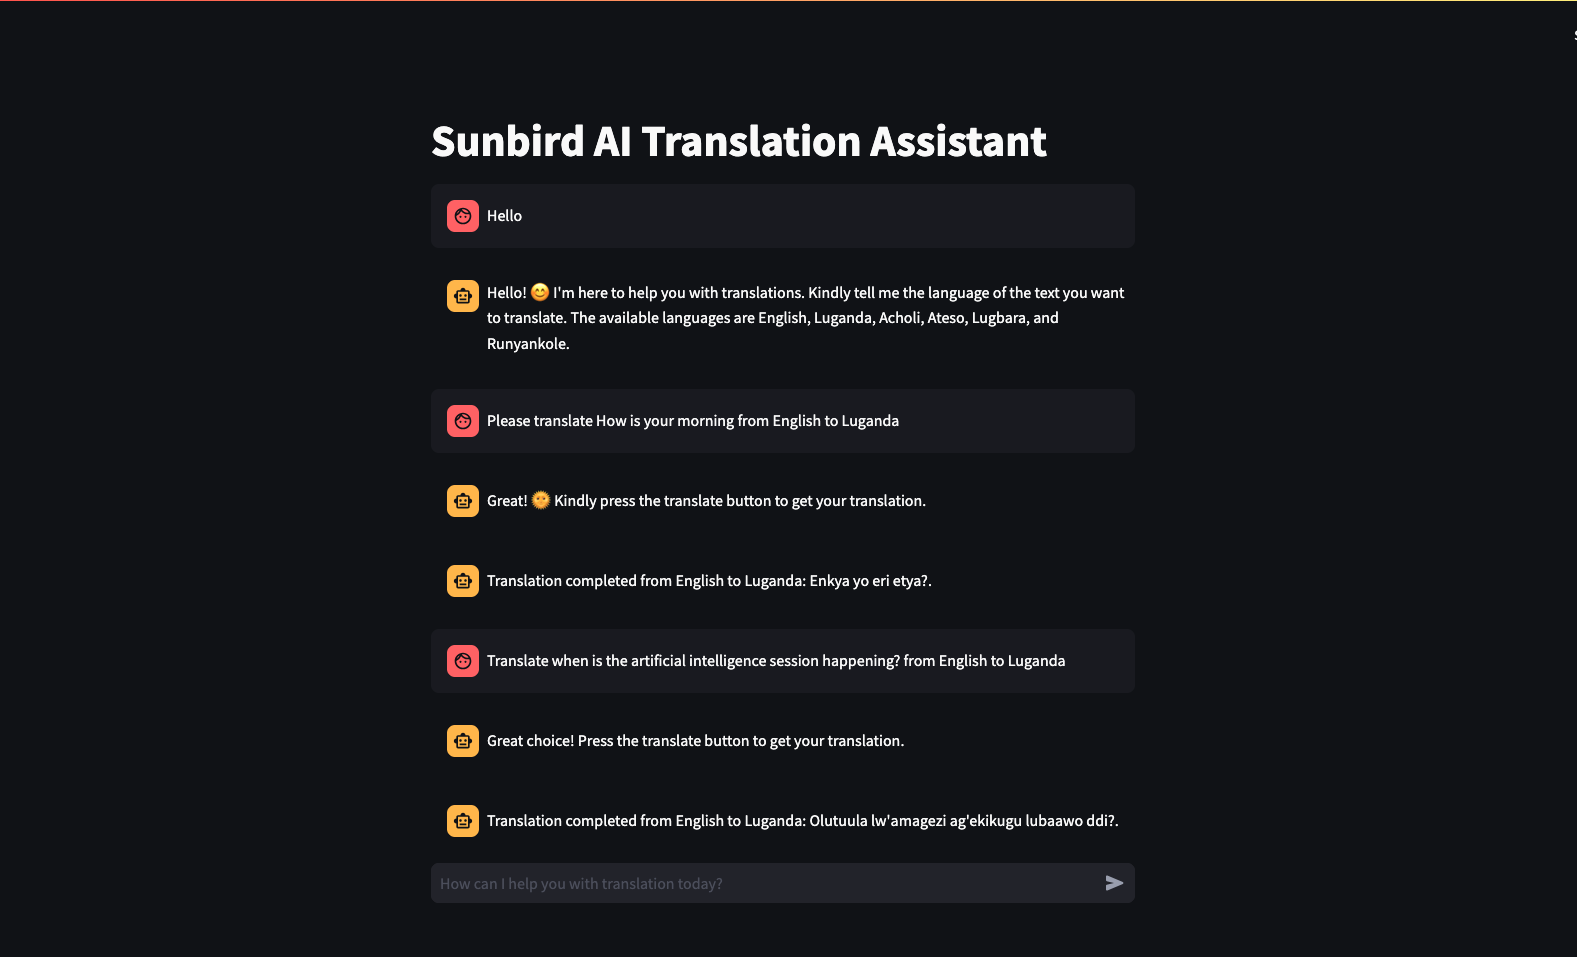 Sunbird AI Translation Assistant
Hello
Hello! 😊 I'm here to help you with translations. Kindly tell me the language of the text you want
to translate. The available languages are English, Luganda, Acholi, Ateso, Lugbara, and
Runyankole.
Please translate How is your morning from English to Luganda
Great! 🌞 Kindly press the translate button to get your translation.
Translation completed from English to Luganda: Enkya yo eri etya?.
Translate when is the artificial intelligence session happening? from English to Luganda
Great choice! Press the translate button to get your translation.
Translation completed from English to Luganda: Olutuula lw'amagezi ag'ekikugu lubaawo ddi?.
How can I help you with translation today?